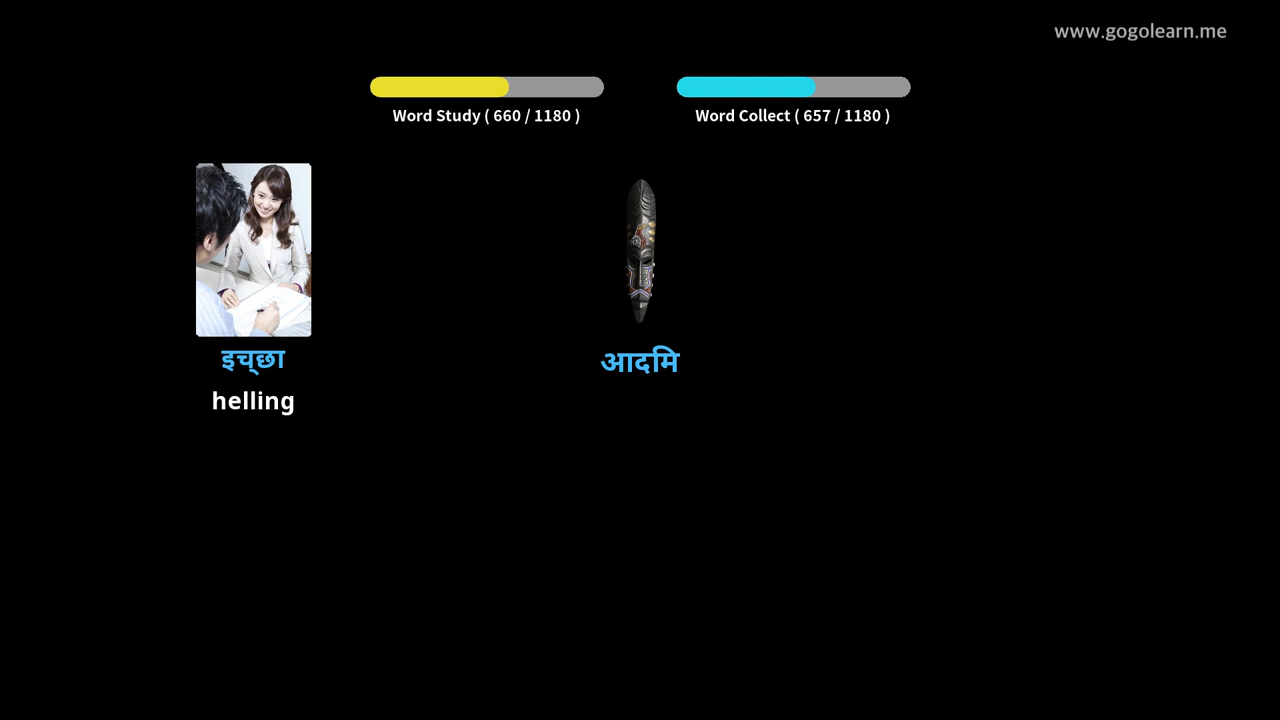 www.gogolearn.me
Word Study ( 660 / 1180 )
Word Collect ( 657 / 1180 )
इच्‌छा
helling
आदमि